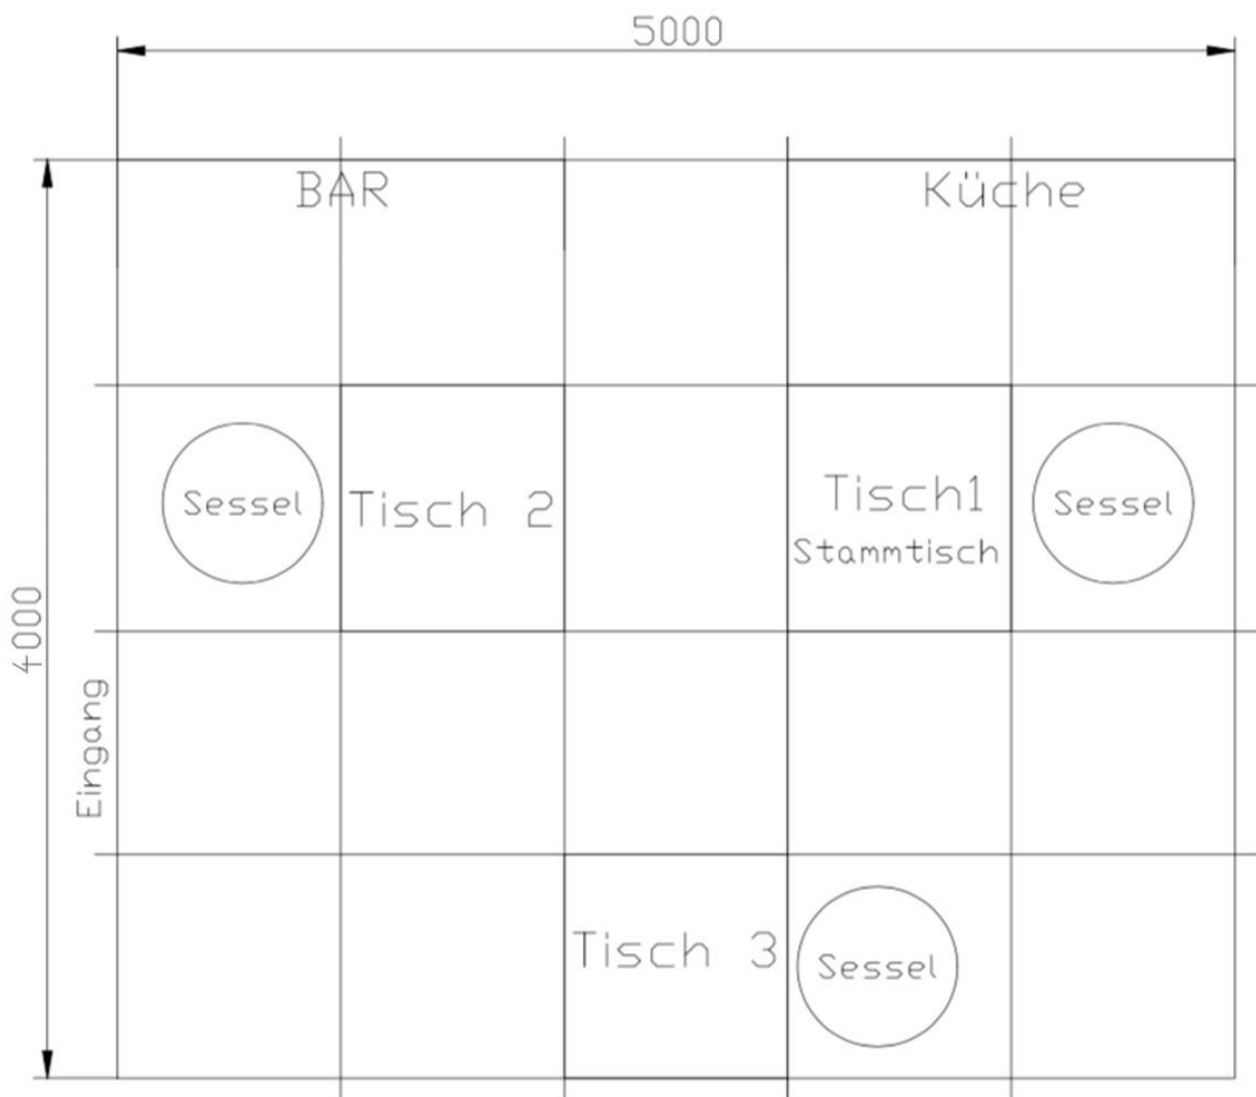 5000
BAR
Küche
Sessel
Tisch 2
Tisch1
Stammtisch
Sessel
4000
Eingang
Tisch 3
Sessel